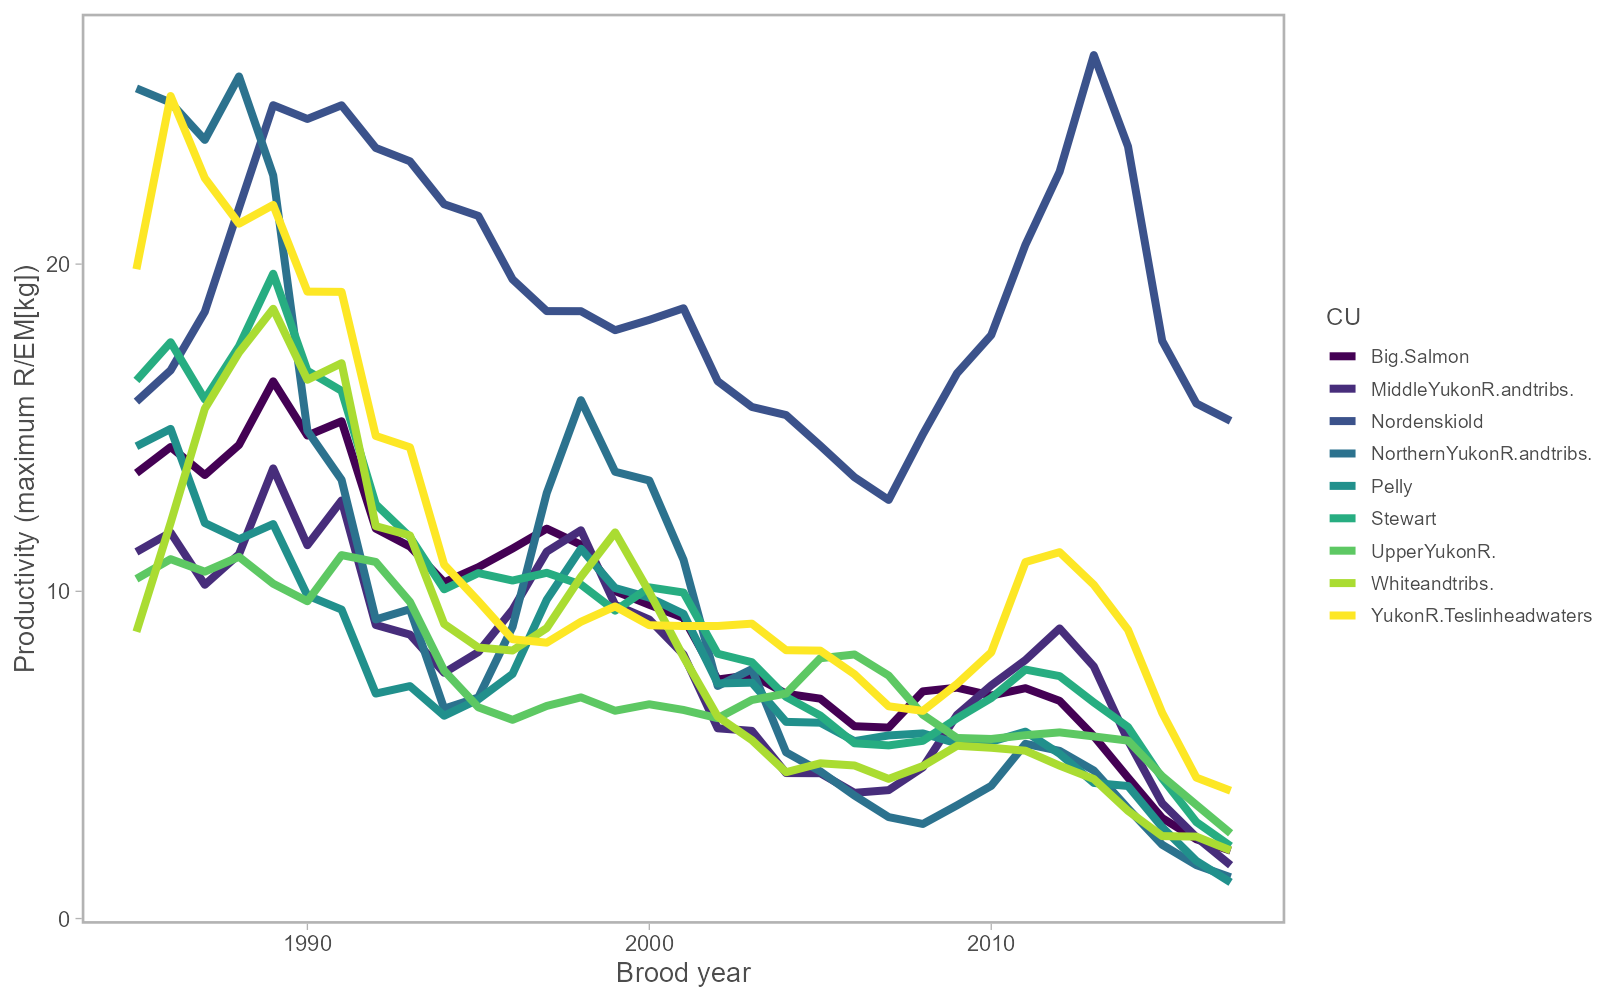 Productivity (maximum R/EM[kg])
20
10
0
1990
2000
2010
Brood year
CU
Big.Salmon
MiddleYukonR.andtribs.
Nordenskiold
NorthernYukonR.andtribs.
Pelly
Stewart
UpperYukonR.
Whiteandtribs.
YukonR.Teslinheadwaters